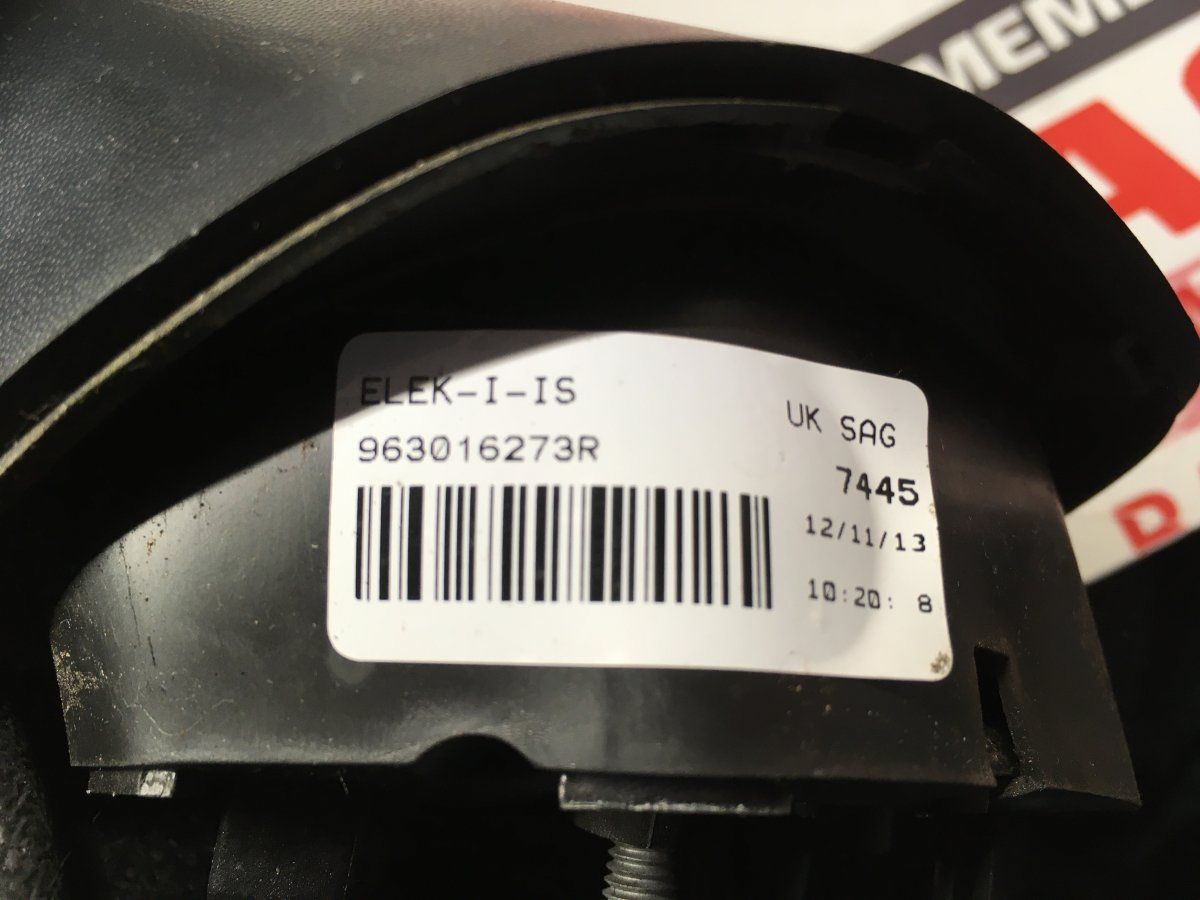 ELEK-I-IS
963016273R
UK SAG
7445
12/11/13
10:20: 8